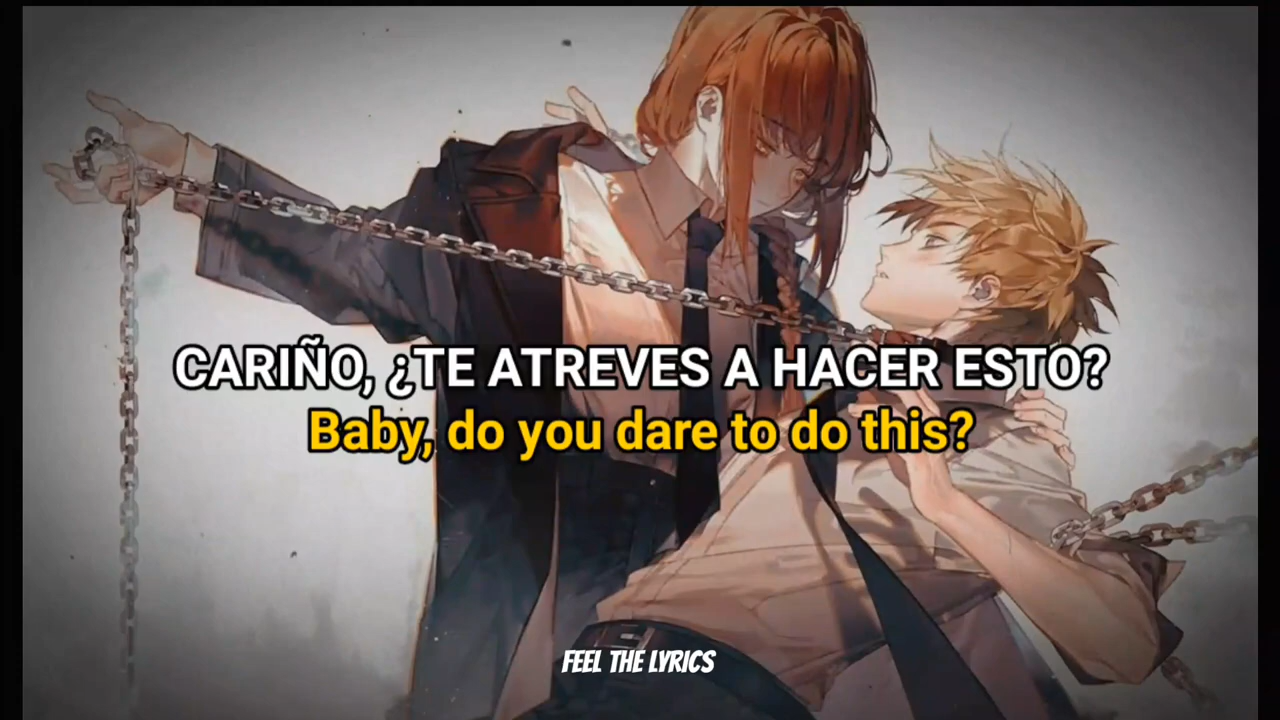 CARIÑO, ¿TE ATREVES A HACER ESTO?
Baby, do you dare to do this?
FEEL THE LYRICS